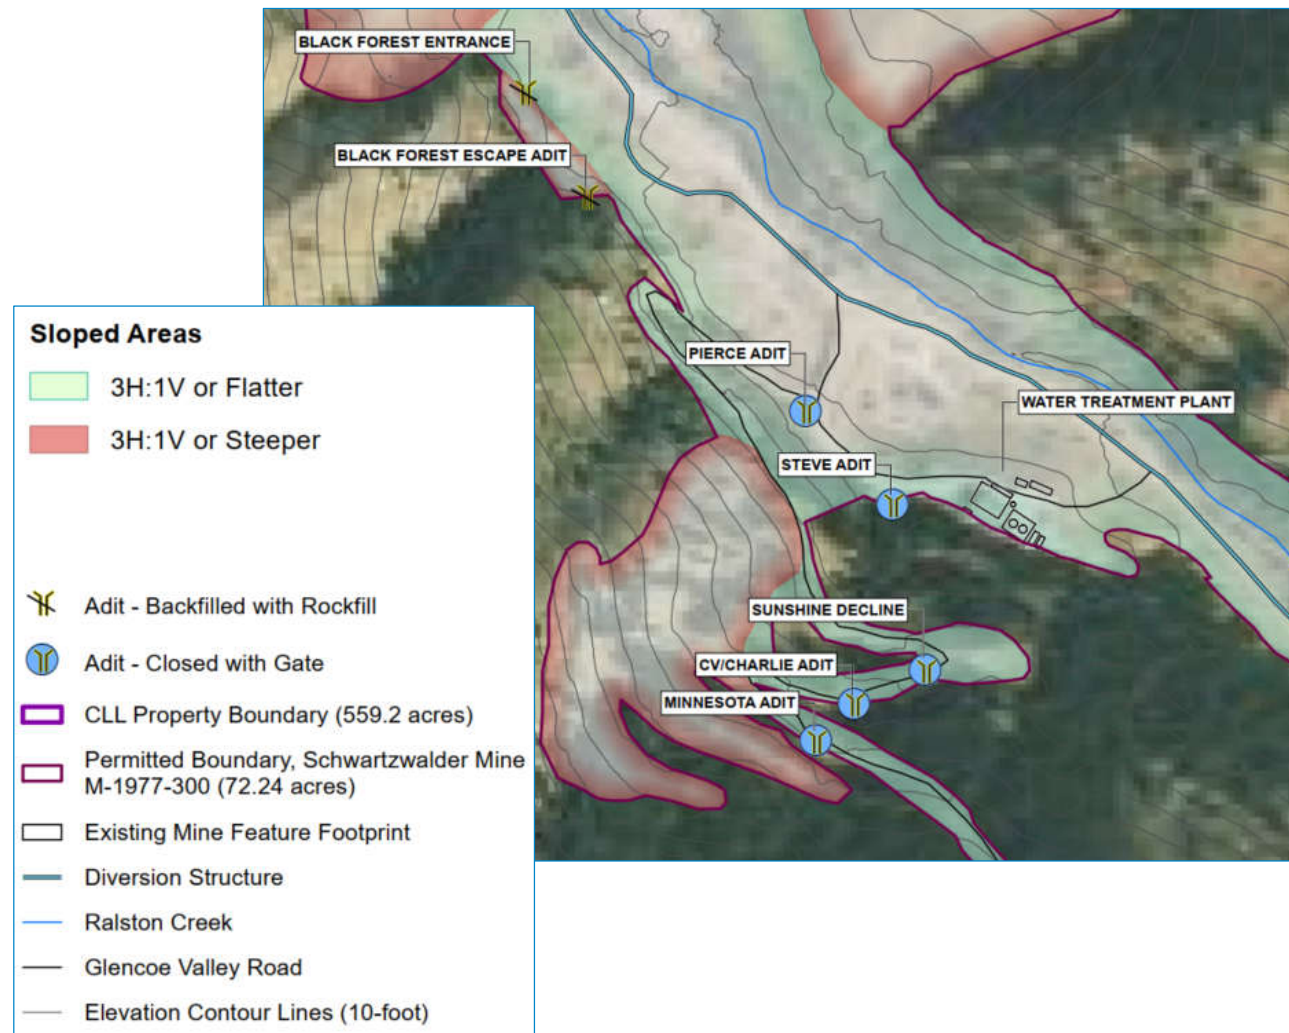 BLACK FOREST ENTRANCE
BLACK FOREST ESCAPE ADIT
PIERCE ADIT
WATER TREATMENT PLANT
STEVE ADIT
SUNSHINE DECLINE
CV/CHARLIE ADIT
MINNESOTA ADIT
Sloped Areas
3H:1V or Flatter
3H:1V or Steeper
Adit - Backfilled with Rockfill
Adit - Closed with Gate
CLL Property Boundary (559.2 acres)
Permitted Boundary, Schwartzwalder Mine
M-1977-300 (72.24 acres)
Existing Mine Feature Footprint
Diversion Structure
Ralston Creek
Glencoe Valley Road
Elevation Contour Lines (10-foot)